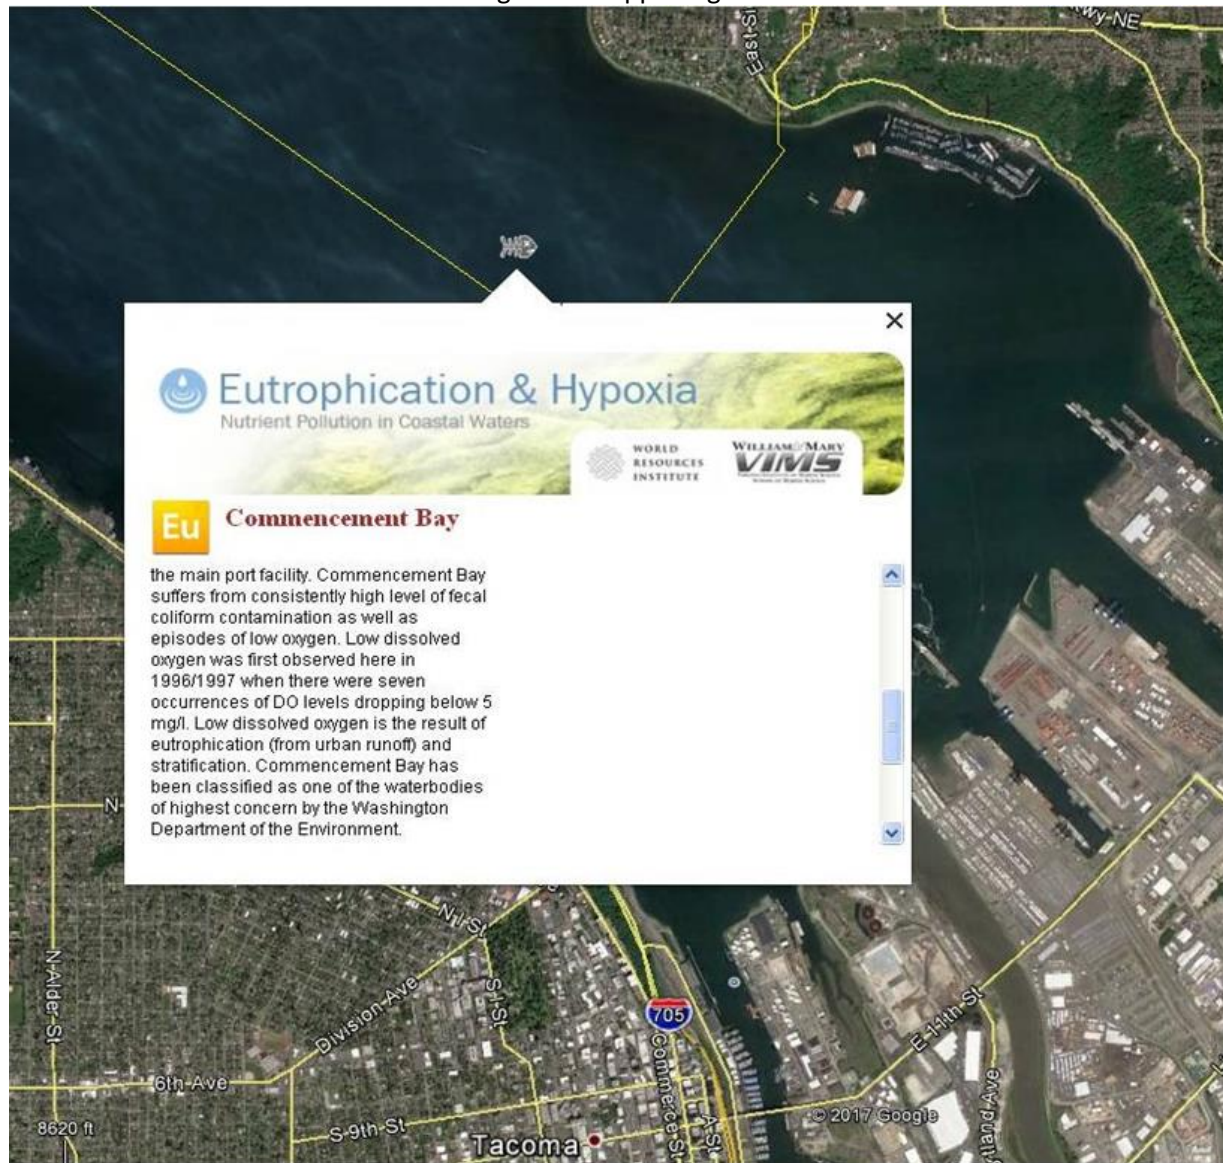 East Si
wy-NE
Eutrophication & Hypoxia
Nutrient Pollution in Coastal Waters
WORLD
RESOURCES
INSTITUTE
WILLIAM & MARY
VIMS
Eu
Commencement Bay
the main port facility. Commencement Bay
suffers from consistently high level of fecal
coliform contamination as well as
episodes of low oxygen. Low dissolved
oxygen was first observed here in
1996/1997 when there were seven
occurrences of DO levels dropping below 5
mg/l. Low dissolved oxygen is the result of
eutrophication (from urban runoff) and
stratification. Commencement Bay has
been classified as one of the waterbodies
of highest concern by the Washington
Department of the Environment.
N
N I St
N Alder St
Division Ave
S I St
705
Commerce St
E 11th St
6th Ave
8620 ft
S 9th St
A St
© 2017 Google
tland Ave
Tacoma